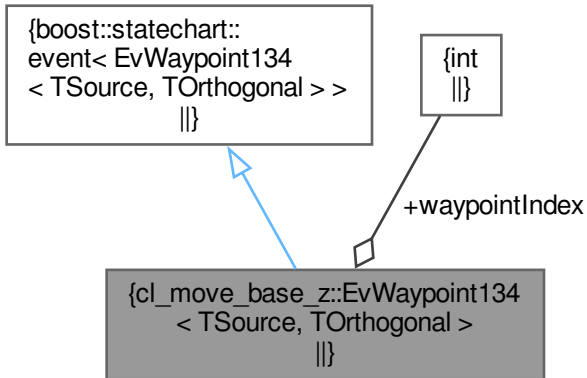 {boost::statechart::
event< EvWaypoint134
< TSource, TOrthogonal > >
||}
{int
||}
+waypointIndex
{cl_move_base_z::EvWaypoint134
< TSource, TOrthogonal >
||}